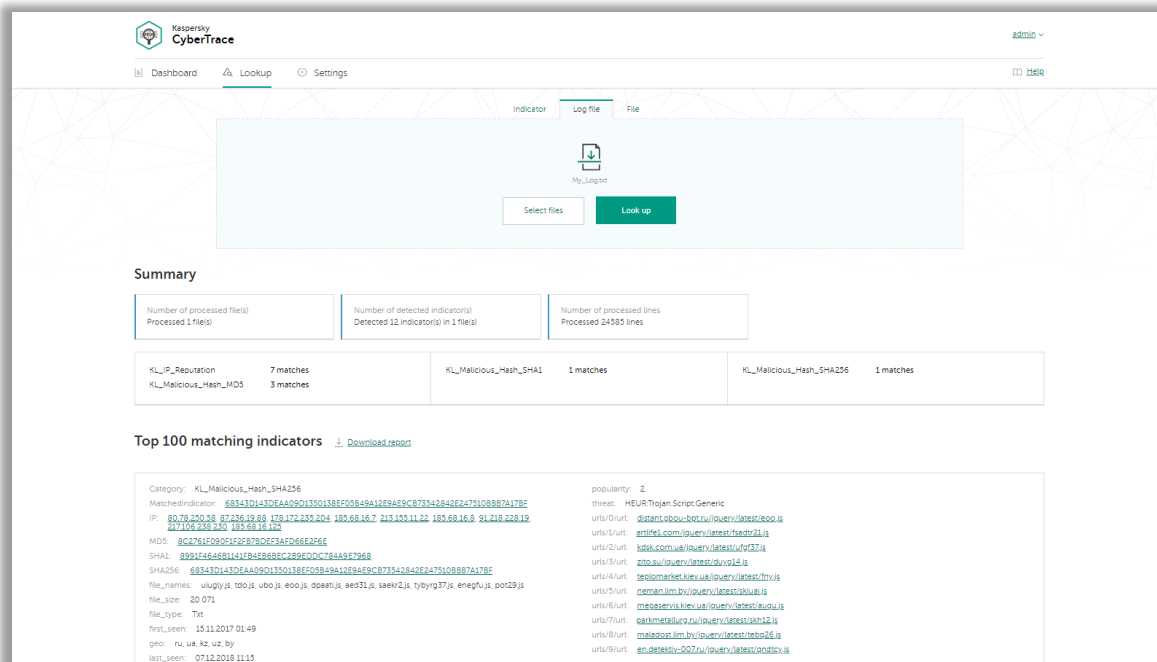 Kaspersky
CyberTrace
admin
Dashboard Lookup Settings Help
Indicator Log file File
My_Log.txt
Select files Look up
Summary
Number of processed file(s)
Processed 1 file(s)
Number of detected indicator(s)
Detected 12 indicator(s) in 1 file(s)
Number of processed lines
Processed 24585 lines
KL_IP_Reputation 7 matches
KL_Malicious_Hash_MD5 3 matches
KL_Malicious_Hash_SHA1 1 matches
KL_Malicious_Hash_SHA256 1 matches
Top 100 matching indicators Download report
Category: KL_Malicious_Hash_SHA256
MatchedIndicator: 68343D143DEAA09D1350138EF05B49A12E9AE9CB73542842E247510BBB7A17BF
IP: 80.78.250.58, 87.236.19.88, 178.172.235.204, 185.68.16.7, 213.155.11.22, 185.68.16.8, 91.218.228.19,
217.106.238.230, 185.68.16.125
MD5: 8C2761F090F1F2FB7BDEF3AFD66E2F6E
SHA1: 8991F4646B1141FB4EB6BEC2B9EDDC784A9E7968
SHA256: 68343D143DEAA09D1350138EF05B49A12E9AE9CB73542842E247510BBB7A17BF
file_names: uiugly.js, tdo.js, ubo.js, eoo.js, dpaati.js, aed31.js, saekr2.js, tybyrg37.js, enegfu.js, pot29.js
file_size: 20 071
file_type: Txt
first_seen: 15.11.2017 01:49
geo: ru, ua, kz, uz, by
last_seen: 07.12.2018 11:15
popularity: 2
threat: HEUR:Trojan.Script.Generic
urls/0/url: distant.gbou-bpt.ru/jquery/latest/eoo.js
urls/1/url: artlife1.com/jquery/latest/fsadtr21.js
urls/2/url: kdsk.com.ua/jquery/latest/ufgf37.js
urls/3/url: zito.su/jquery/latest/duyg14.js
urls/4/url: teplomarket.kiev.ua/jquery/latest/fny.js
urls/5/url: neman.lim.by/jquery/latest/skiuai.js
urls/6/url: megaservis.kiev.ua/jquery/latest/augu.js
urls/7/url: parkmetallurg.ru/jquery/latest/skh12.js
urls/8/url: maladost.lim.by/jquery/latest/tebq26.js
urls/9/url: en.detektiv-007.ru/jquery/latest/qndtcy.js